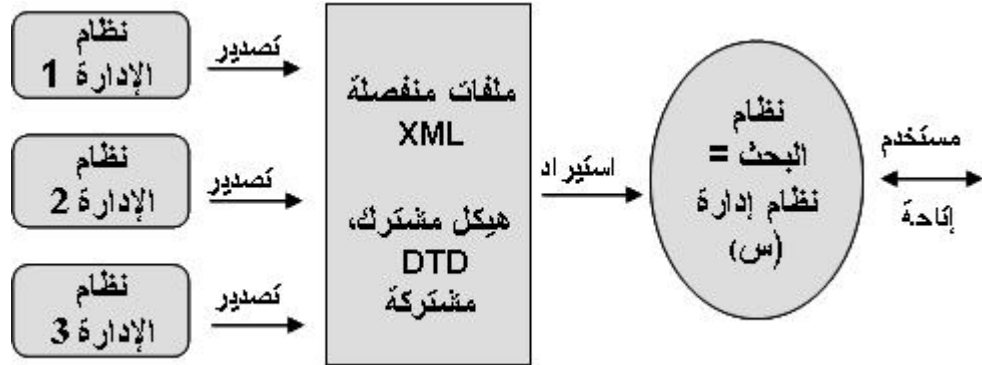 نظام
الإدارة 1
تصدير
نظام
الإدارة 2
تصدير
نظام
الإدارة 3
تصدير
ملفات منفصلة
XML
هيكل مشترك،
DTD
مشتركة
استيراد
نظام
البحث =
نظام إدارة
(س)
مستخدم
إتاحة